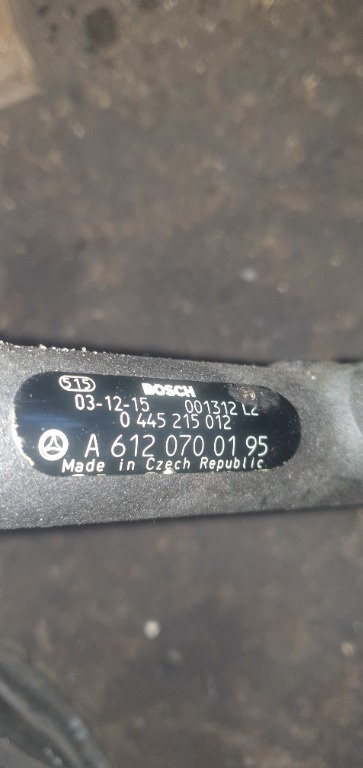 515
BOSCH
03-12-15 001312 L2
0 445 215 012
A 612 070 01 95
Made in Czech Republic